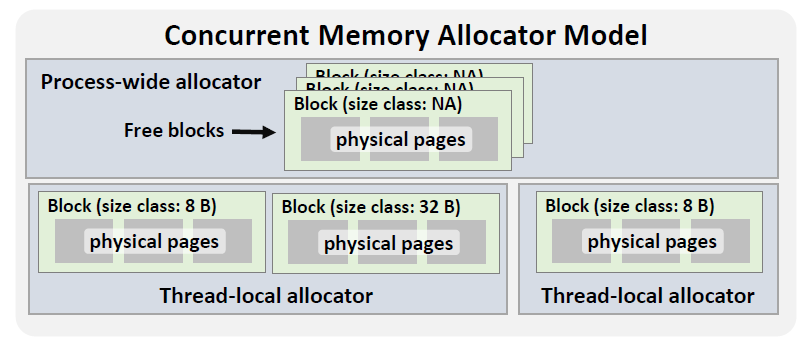 Concurrent Memory Allocator Model
Process-wide allocator
Block (size class: NA)
Block (size class: NA)
Block (size class: NA)
Free blocks
physical pages
Block (size class: 8 B)
physical pages
Block (size class: 32 B)
physical pages
Thread-local allocator
Block (size class: 8 B)
physical pages
Thread-local allocator